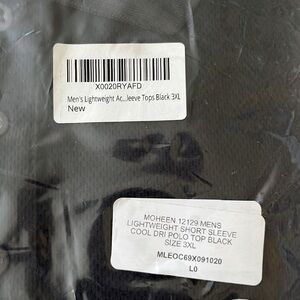 X0020RYAFD
Men's Lightweight Ac...leeve Tops Black 3XL
New
MOHEEN 12129 MENS
LIGHTWEIGHT SHORT SLEEVE
COOL DRI POLO TOP BLACK
SIZE 3XL
MLEOC69X091020
L0